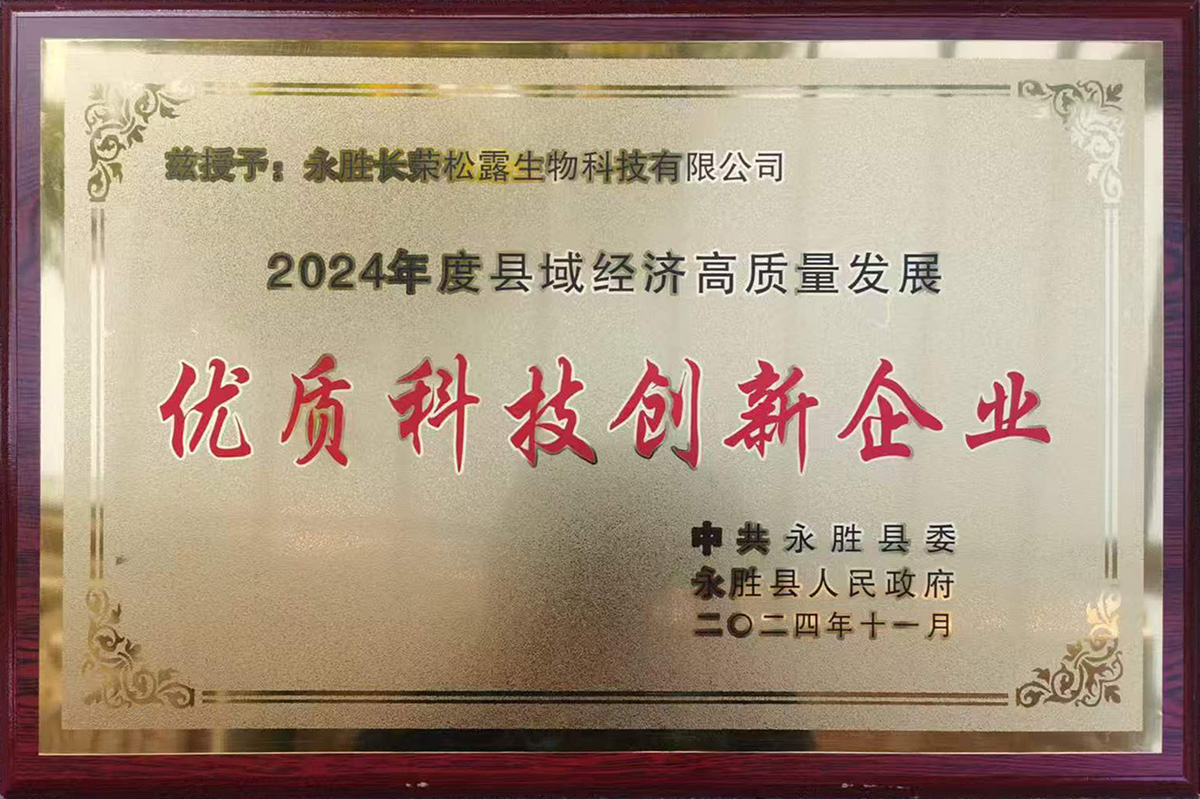 兹授予：永胜长荣松露生物科技有限公司
2024年度县域经济高质量发展
优质科技创新企业
中共永胜县委
永胜县人民政府
二〇二四年十一月